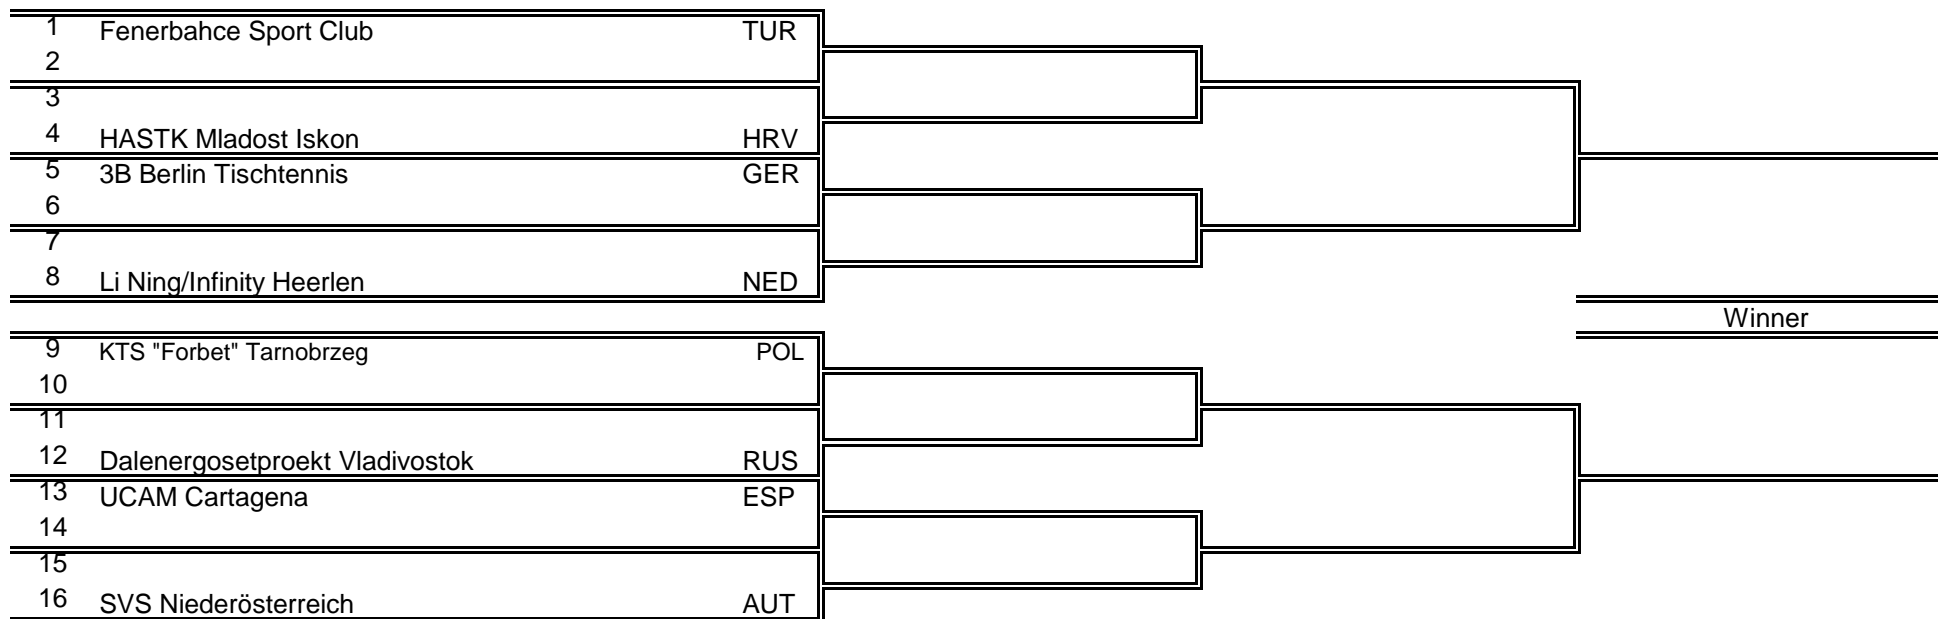 1 Fenerbahce Sport Club TUR
2
3
4 HASTK Mladost Iskon HRV
5 3B Berlin Tischtennis GER
6
7
8 Li Ning/Infinity Heerlen NED
Winner
9 KTS "Forbet" Tarnobrzeg POL
10
11
12 Dalenergosetproekt Vladivostok RUS
13 UCAM Cartagena ESP
14
15
16 SVS Niederösterreich AUT